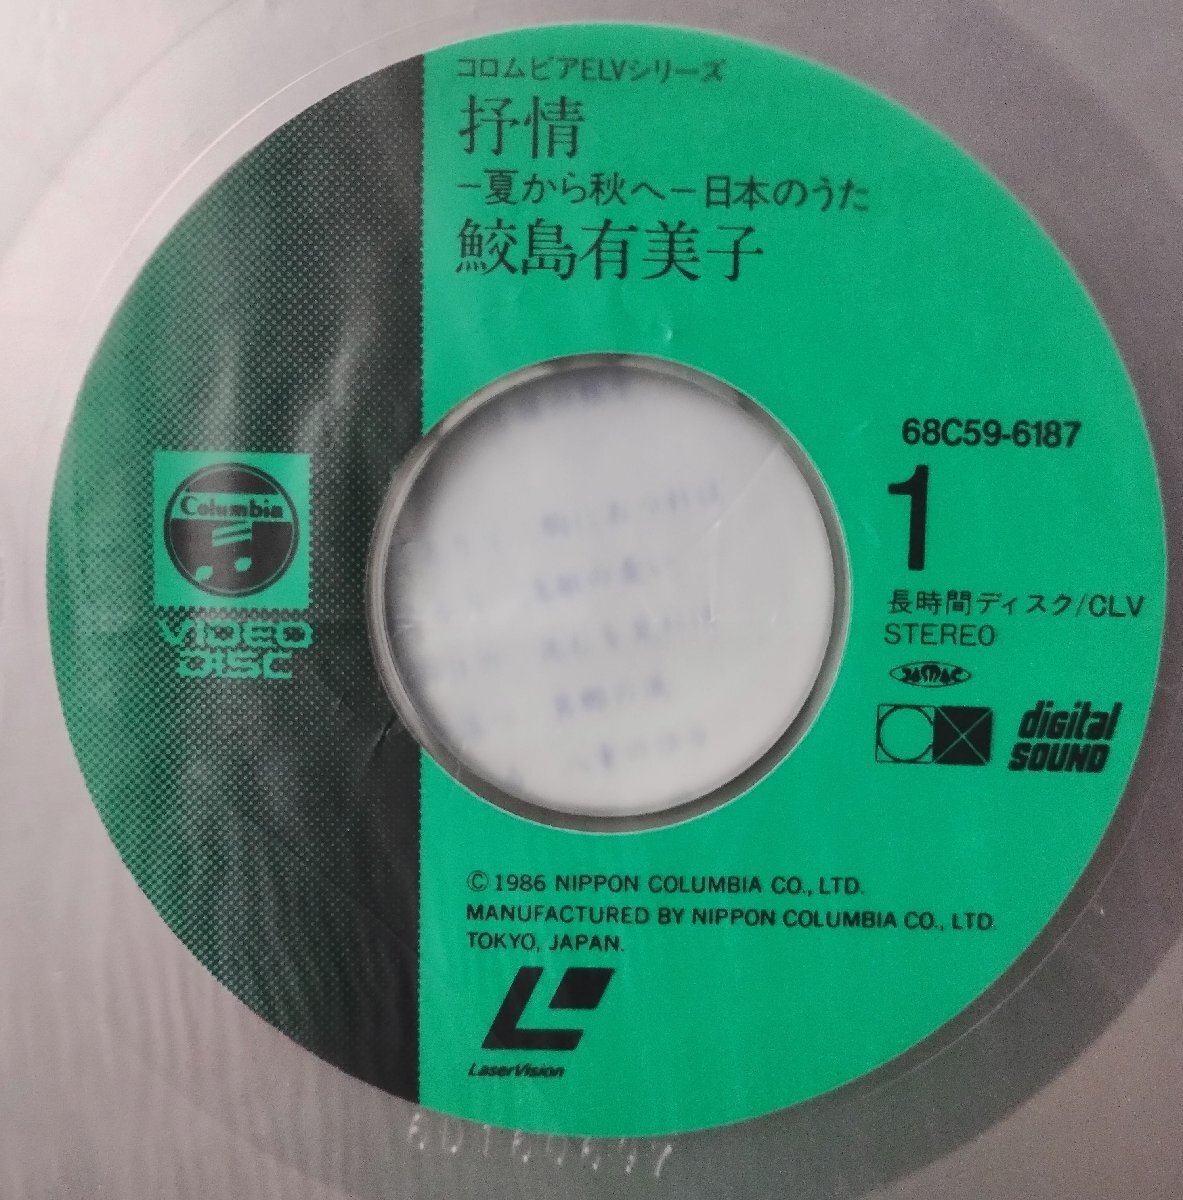 コロムビアELVシリーズ
抒情
−夏から秋へ−日本のうた
鮫島有美子
68C59-6187
1
長時間ディスク/CLV
STEREO
JASRAC
digital
SOUND
Columbia
VIDEO
DISC
© 1986 NIPPON COLUMBIA CO., LTD.
MANUFACTURED BY NIPPON COLUMBIA CO., LTD.
TOKYO, JAPAN.
LaserVision